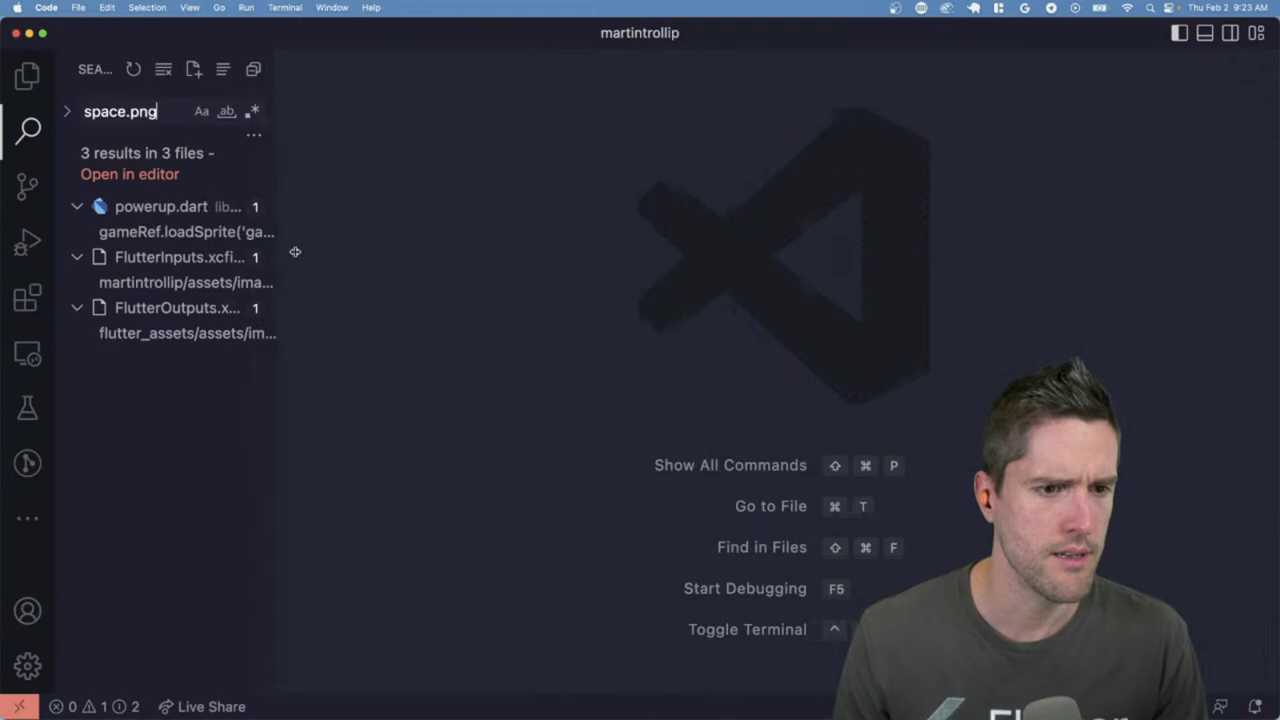 Code File Edit Selection View Go Run Terminal Window Help Thu Feb 2 9:23 AM
martintrollip
SEA...
space.png Aa ab
3 results in 3 files -
Open in editor
powerup.dart lib... 1
gameRef.loadSprite('ga...
FlutterInputs.xcfi... 1
martintrollip/assets/ima...
FlutterOutputs.x... 1
flutter_assets/assets/im...
Show All Commands ⇧ ⌘ P
Go to File ⌘ T
Find in Files ⇧ ⌘ F
Start Debugging F5
Toggle Terminal ^
0 1 2 Live Share